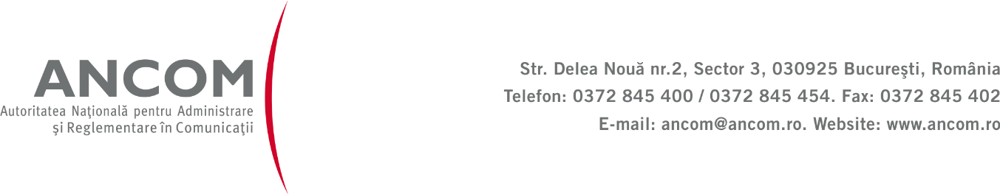 ANCOM
Autoritatea Naţională pentru Administrare
şi Reglementare în Comunicaţii
Str. Delea Nouă nr.2, Sector 3, 030925 Bucureşti, România
Telefon: 0372 845 400 / 0372 845 454. Fax: 0372 845 402
E-mail: ancom@ancom.ro. Website: www.ancom.ro